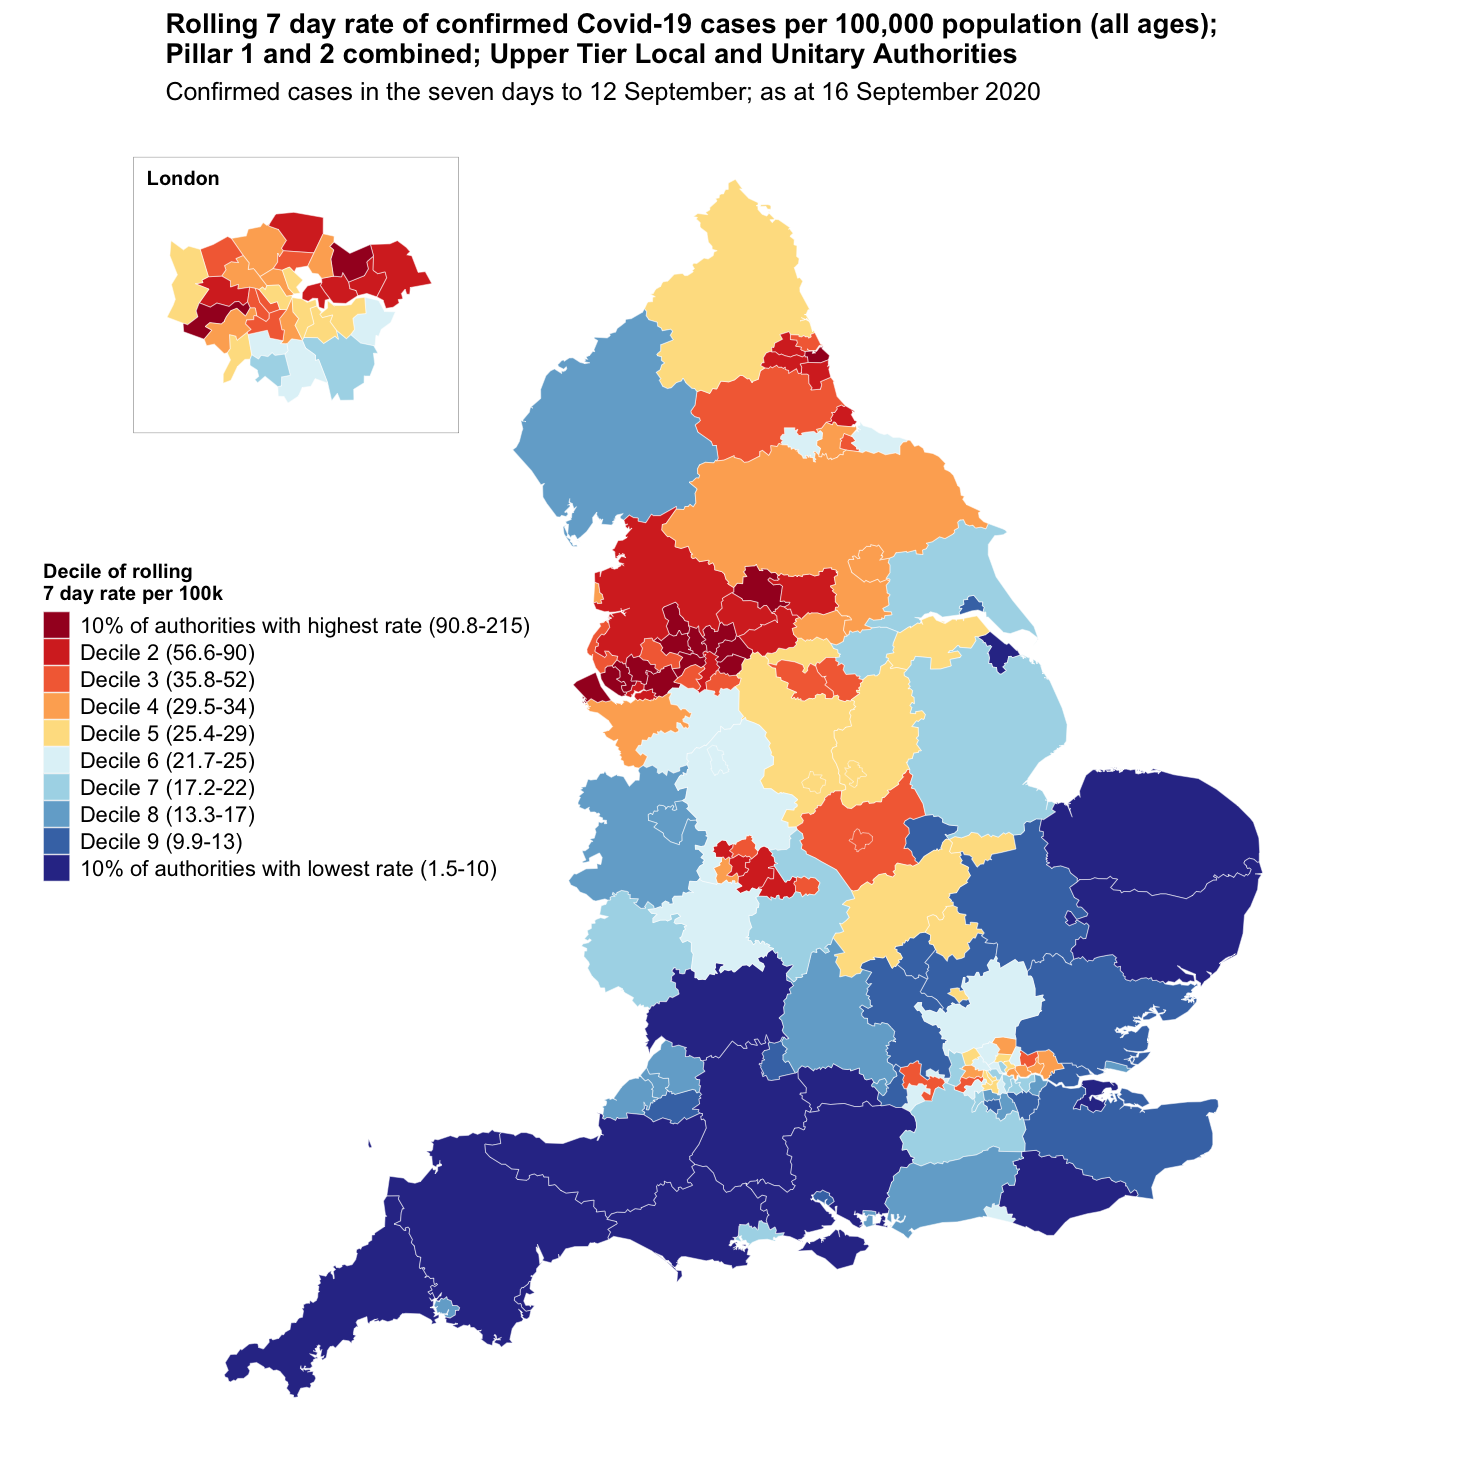 Rolling 7 day rate of confirmed Covid-19 cases per 100,000 population (all ages);
Pillar 1 and 2 combined; Upper Tier Local and Unitary Authorities
Confirmed cases in the seven days to 12 September; as at 16 September 2020
London
Decile of rolling
7 day rate per 100k
10% of authorities with highest rate (90.8-215)
Decile 2 (56.6-90)
Decile 3 (35.8-52)
Decile 4 (29.5-34)
Decile 5 (25.4-29)
Decile 6 (21.7-25)
Decile 7 (17.2-22)
Decile 8 (13.3-17)
Decile 9 (9.9-13)
10% of authorities with lowest rate (1.5-10)